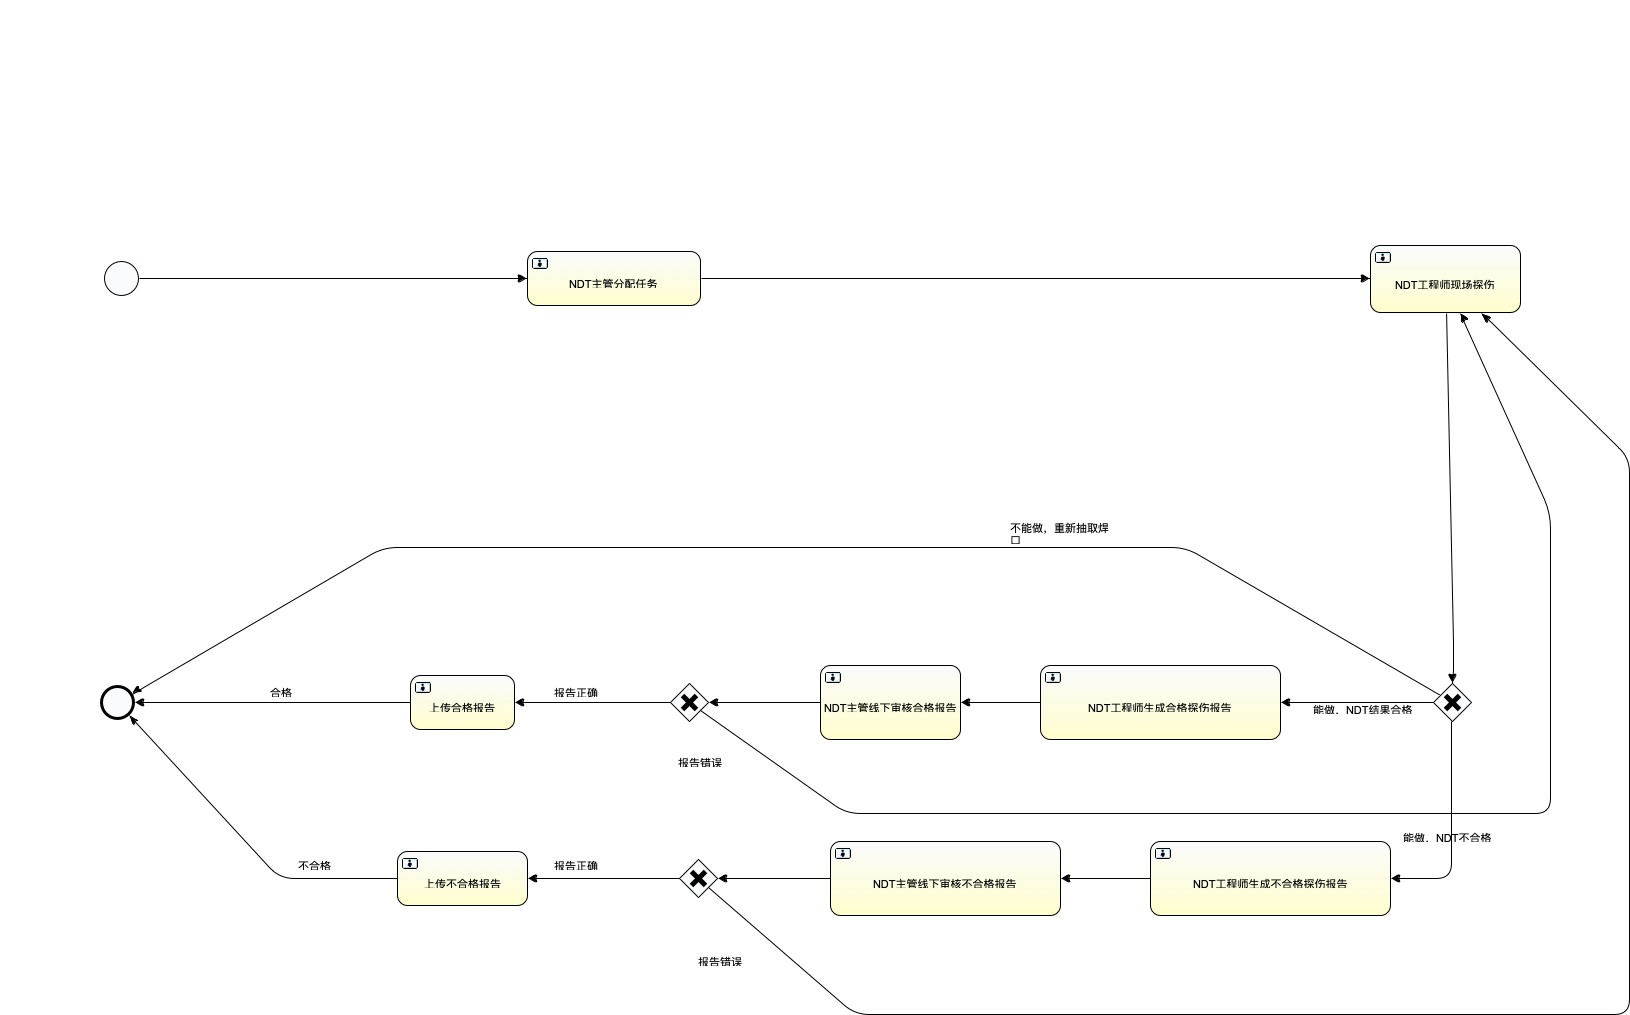 NDT主管分配任务
NDT工程师现场探伤
不能做，重新抽取焊
口
上传合格报告
合格
报告正确
NDT主管线下审核合格报告
NDT工程师生成合格探伤报告
能做，NDT结果合格
报告错误
能做，NDT不合格
不合格
上传不合格报告
报告正确
NDT主管线下审核不合格报告
NDT工程师生成不合格探伤报告
报告错误